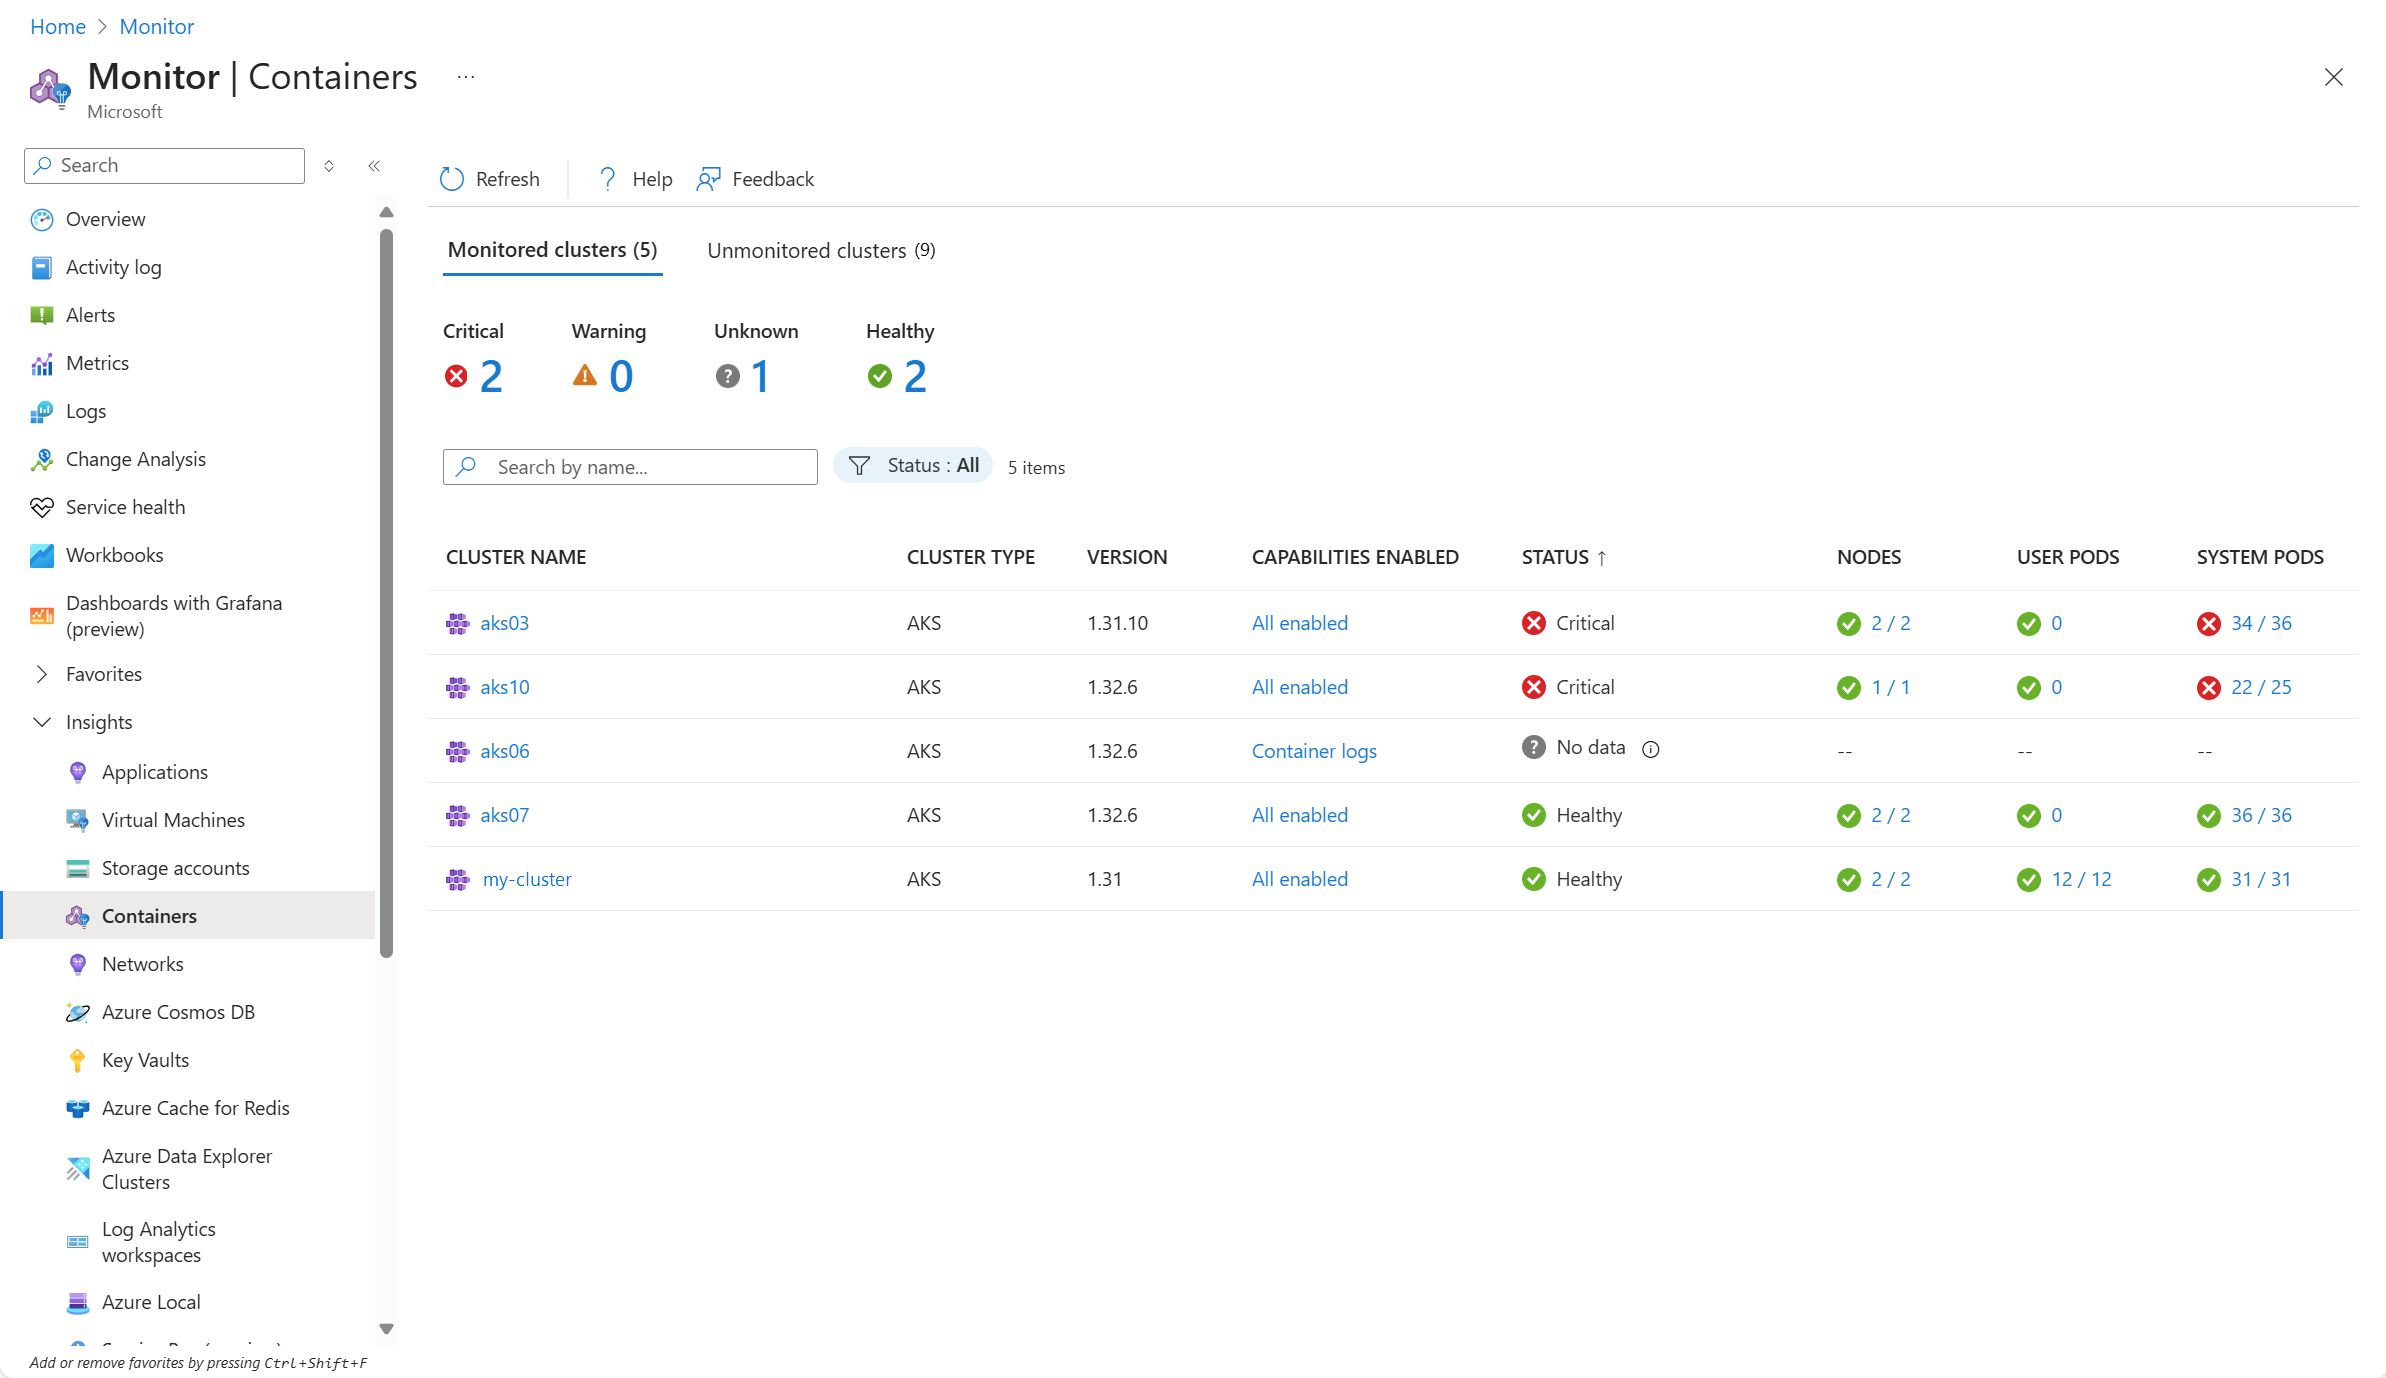 Home > Monitor
Monitor | Containers ...
Microsoft
Search
Overview
Activity log
Alerts
Metrics
Logs
Change Analysis
Service health
Workbooks
Dashboards with Grafana
(preview)
Favorites
Insights
Applications
Virtual Machines
Storage accounts
Containers
Networks
Azure Cosmos DB
Key Vaults
Azure Cache for Redis
Azure Data Explorer
Clusters
Log Analytics
workspaces
Azure Local
Add or remove favorites by pressing Ctrl+Shift+F
Refresh Help Feedback
Monitored clusters (5) Unmonitored clusters (9)
Critical Warning Unknown Healthy
2 0 1 2
Search by name... Status : All 5 items
CLUSTER NAME CLUSTER TYPE VERSION CAPABILITIES ENABLED STATUS ↑ NODES USER PODS SYSTEM PODS
aks03 AKS 1.31.10 All enabled Critical 2 / 2 0 34 / 36
aks10 AKS 1.32.6 All enabled Critical 1 / 1 0 22 / 25
aks06 AKS 1.32.6 Container logs No data -- -- --
aks07 AKS 1.32.6 All enabled Healthy 2 / 2 0 36 / 36
my-cluster AKS 1.31 All enabled Healthy 2 / 2 12 / 12 31 / 31